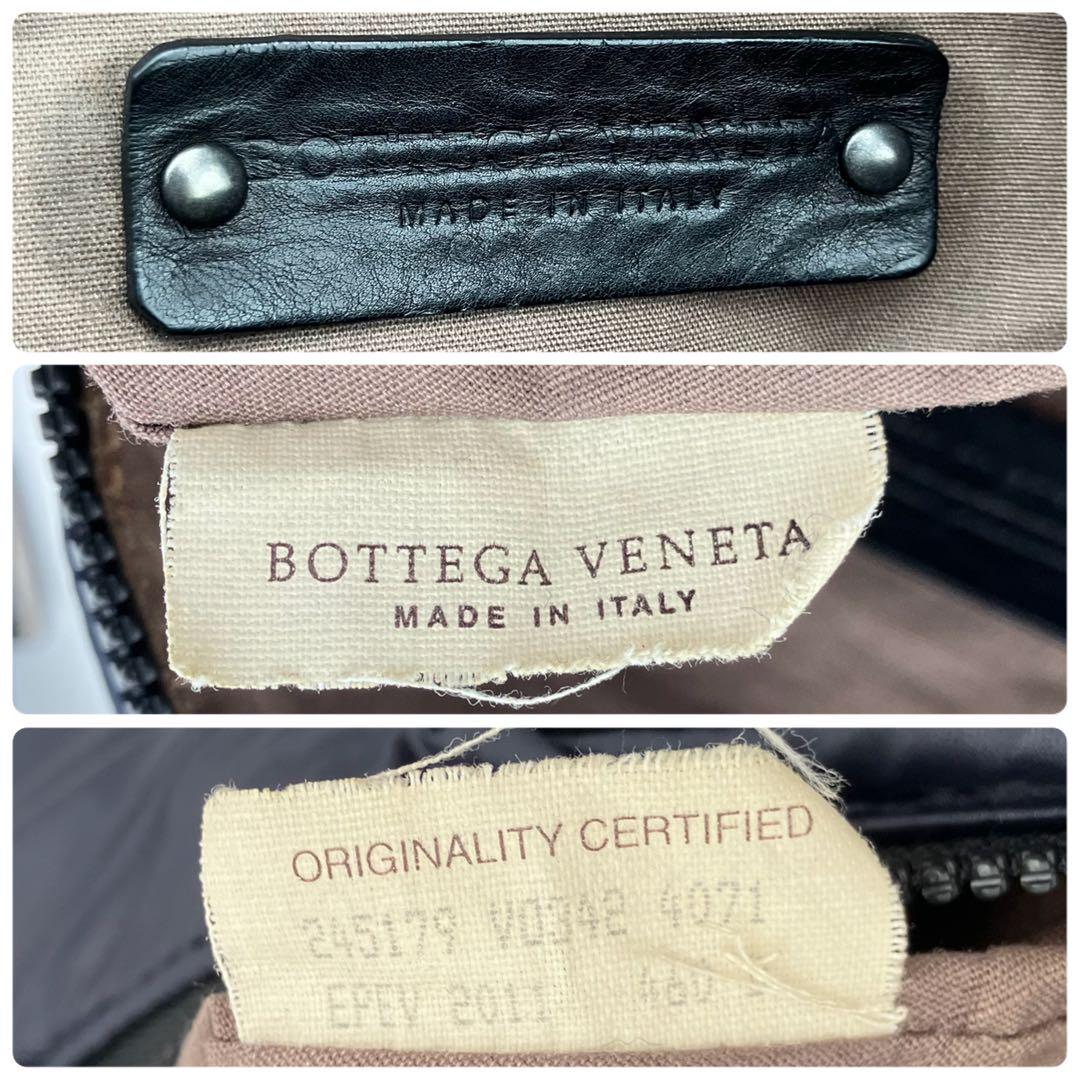 BOTTEGA VENETA
MADE IN ITALY
BOTTEGA VENETA
MADE IN ITALY
ORIGINALITY CERTIFIED
245179 V0342 4071